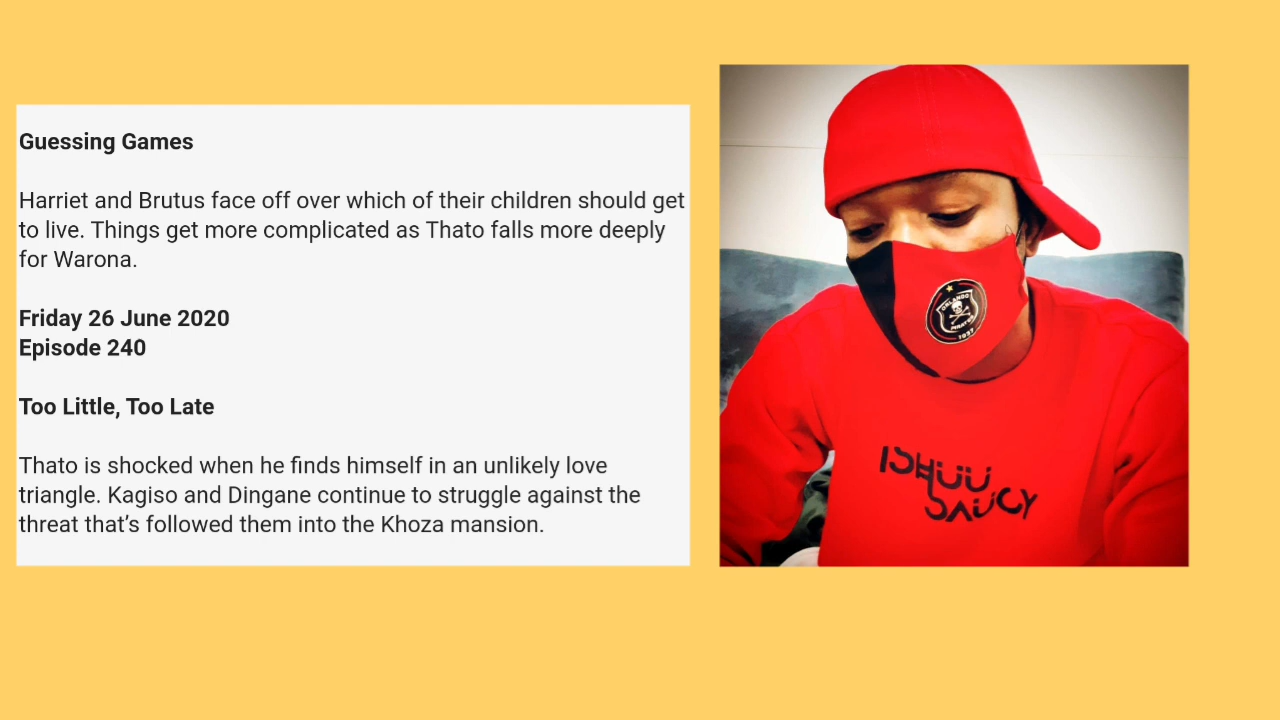 Guessing Games
Harriet and Brutus face off over which of their children should get
to live. Things get more complicated as Thato falls more deeply
for Warona.
Friday 26 June 2020
Episode 240
Too Little, Too Late
Thato is shocked when he finds himself in an unlikely love
triangle. Kagiso and Dingane continue to struggle against the
threat that’s followed them into the Khoza mansion.
ORLANDO
PIRATES
1937
ISHUU
SAUCY